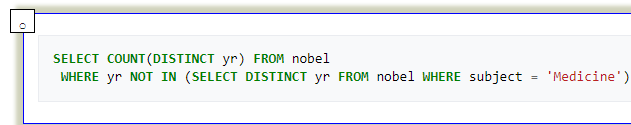 SELECT COUNT(DISTINCT yr) FROM nobel
WHERE yr NOT IN (SELECT DISTINCT yr FROM nobel WHERE subject = 'Medicine')